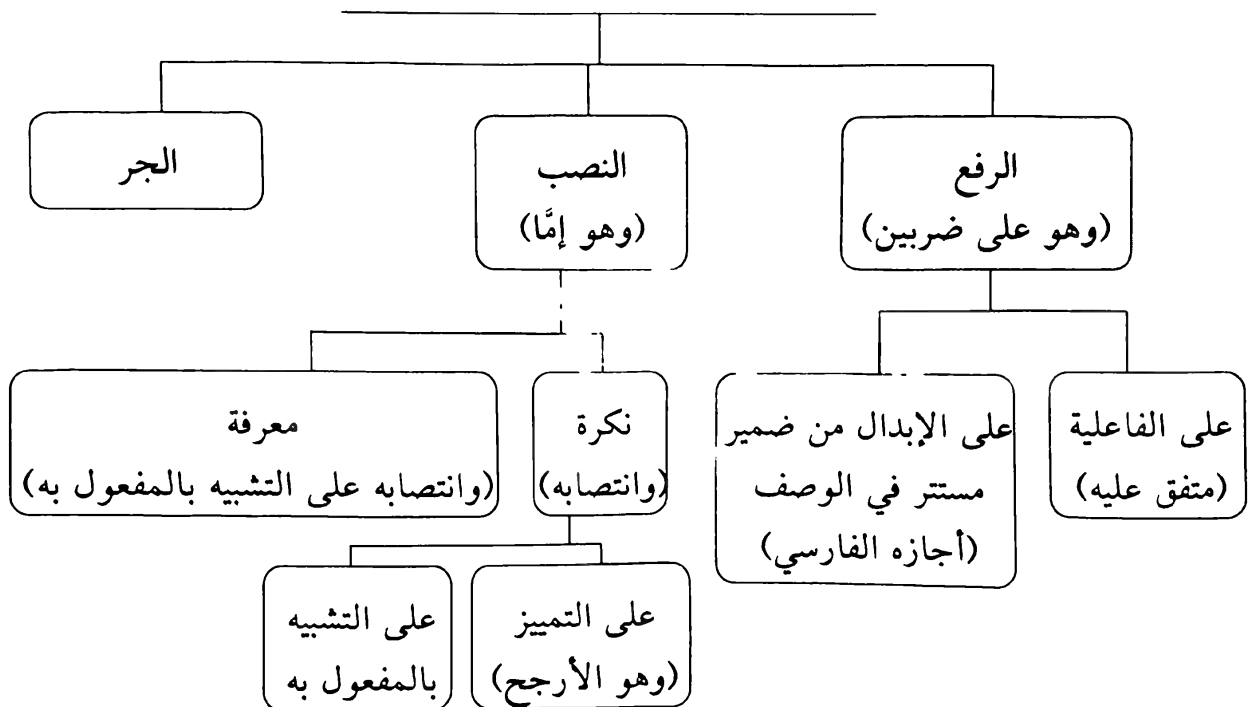 الرفع
(وهو على ضربين)
النصب
(وهو إمَّا)
الجر
على الفاعلية
(متفق عليه)
على الإبدال من ضمير
مستتر في الوصف
(أجازه الفارسي)
نكرة
(وانتصابه)
معرفة
(وانتصابه على التشبيه بالمفعول به)
على التمييز
(وهو الأرجح)
على التشبيه
بالمفعول به